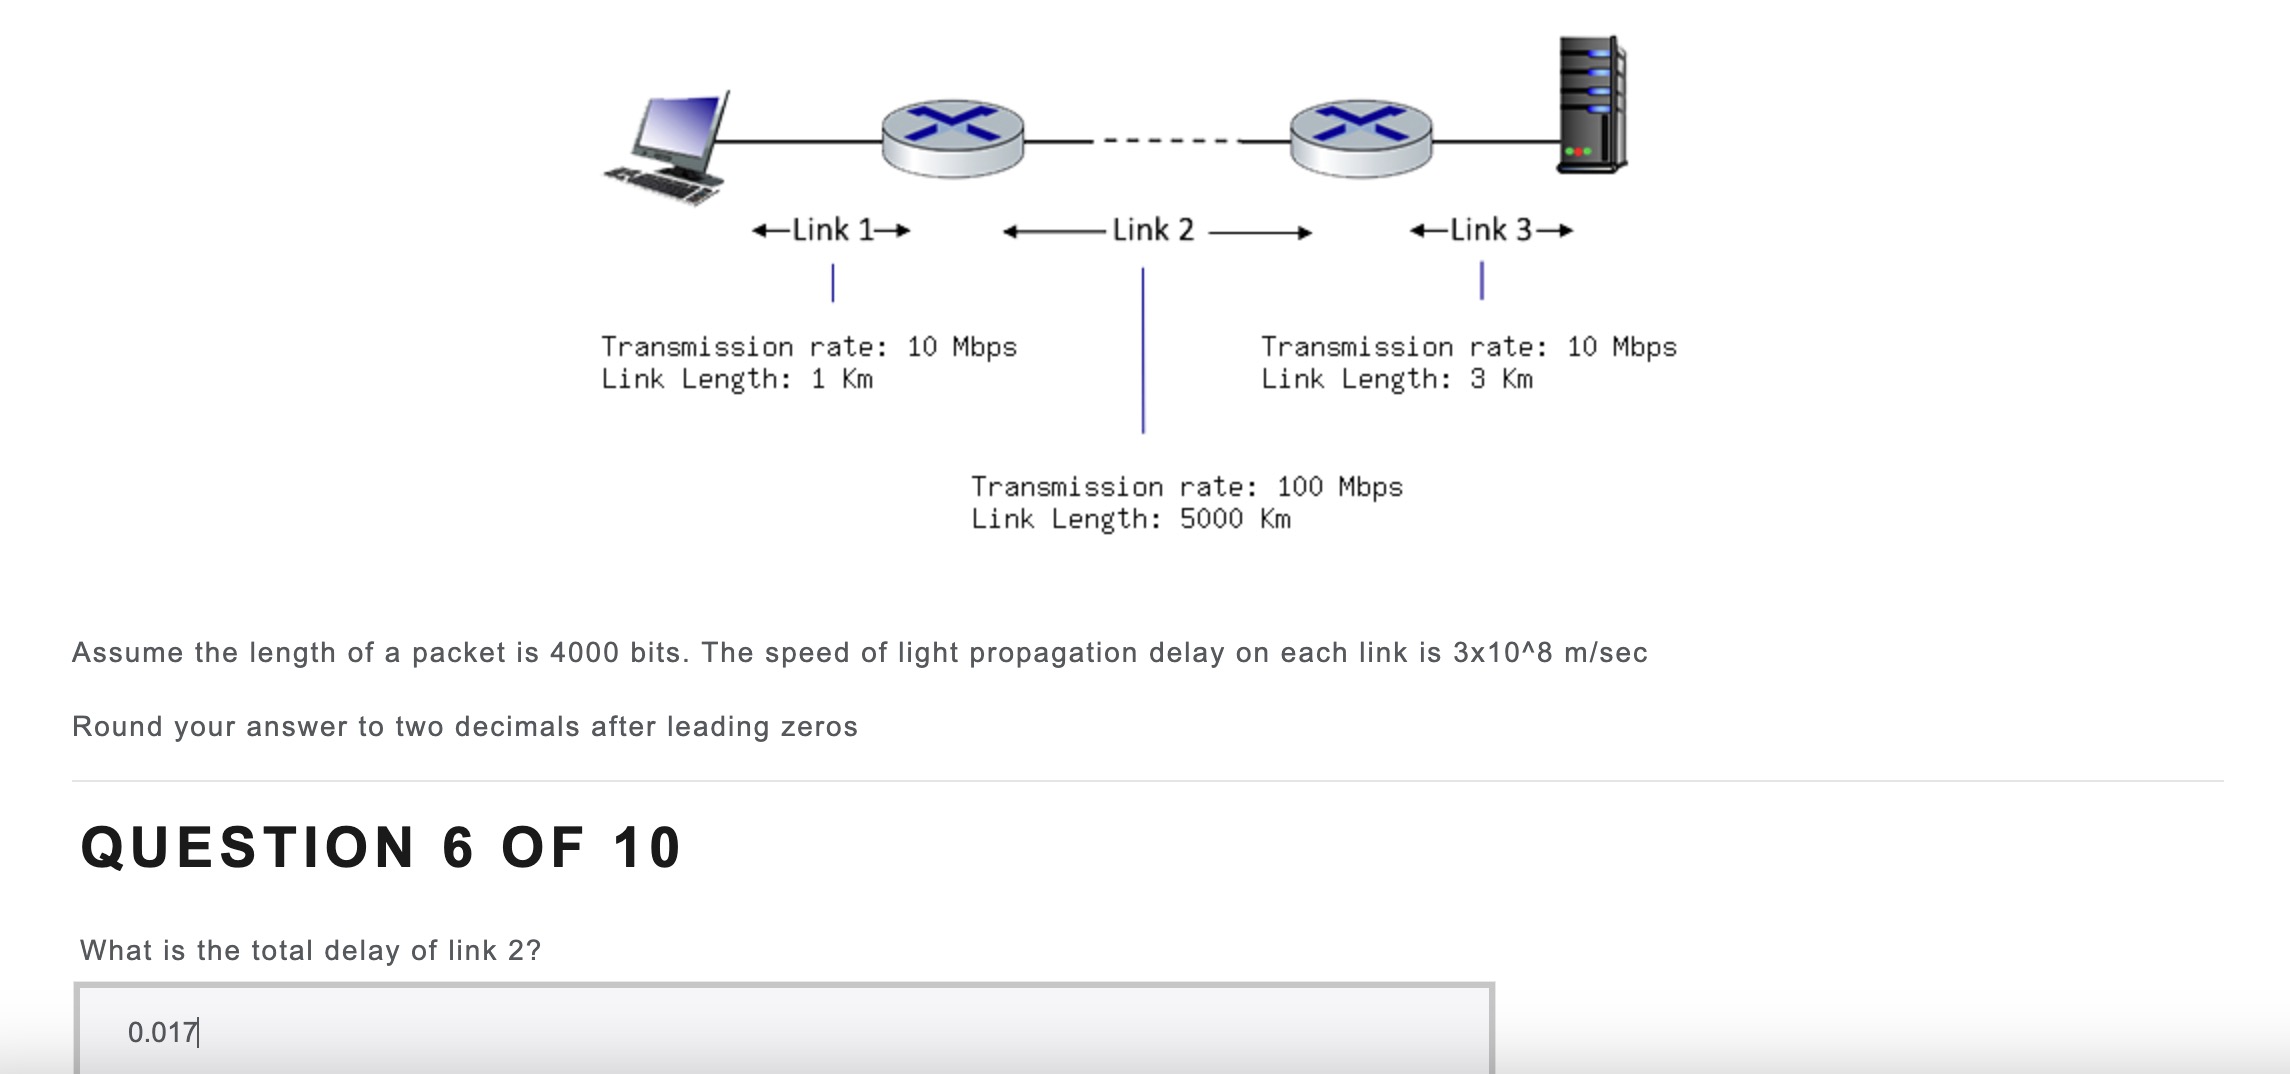 Link 1
Link 2
Link 3
Transmission rate: 10 Mbps
Link Length: 1 Km
Transmission rate: 10 Mbps
Link Length: 3 Km
Transmission rate: 100 Mbps
Link Length: 5000 Km
Assume the length of a packet is 4000 bits. The speed of light propagation delay on each link is 3x10^8 m/sec
Round your answer to two decimals after leading zeros
QUESTION 6 OF 10
What is the total delay of link 2?
0.017